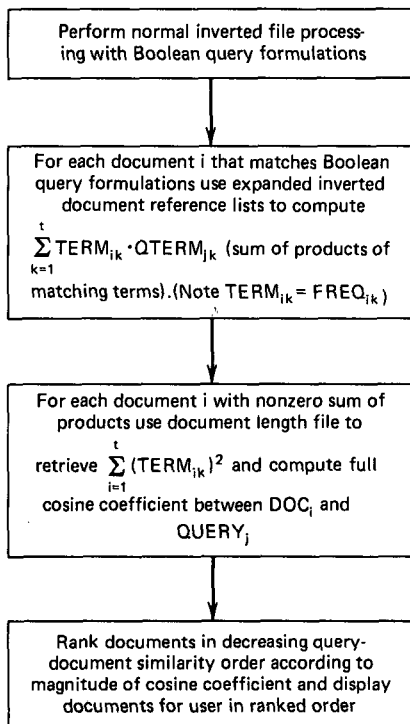 Perform normal inverted file process-
ing with Boolean query formulations
For each document i that matches Boolean
query formulations use expanded inverted
document reference lists to compute
t
∑ TERM_ik · QTERM_jk (sum of products of
k=1
matching terms).(Note TERM_ik = FREQ_ik)
For each document i with nonzero sum of
products use document length file to
t
retrieve ∑ (TERM_ik)² and compute full
i=1
cosine coefficient between DOC_i and
QUERY_j
Rank documents in decreasing query-
document similarity order according to
magnitude of cosine coefficient and display
documents for user in ranked order